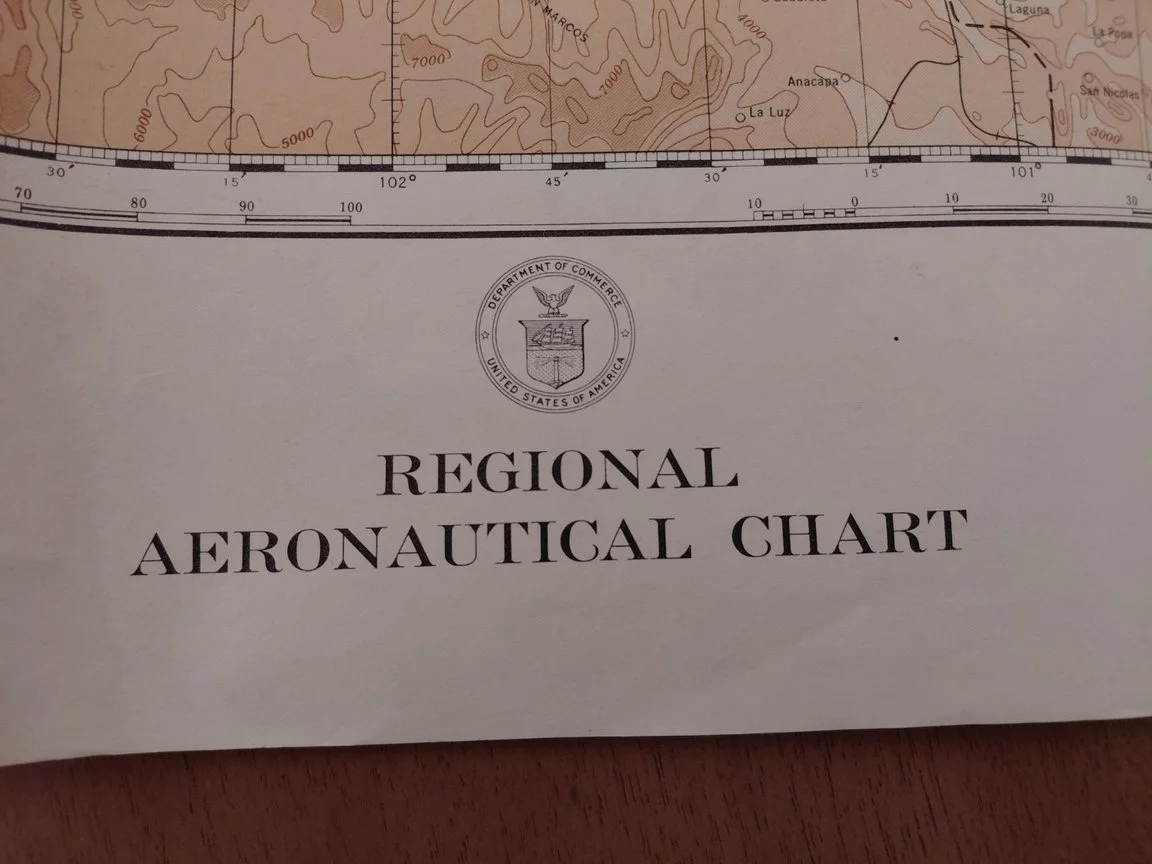 N MARCOS
4000
Laguna
La Popa
7000
7000
Anacapa
San Nicolas
La Luz
6000
5000
3000
30′ 15′ 102° 45′ 30′ 15′ 101°
70 80 90 100 10 0 10 20 30
DEPARTMENT OF COMMERCE
UNITED STATES OF AMERICA
REGIONAL
AERONAUTICAL CHART